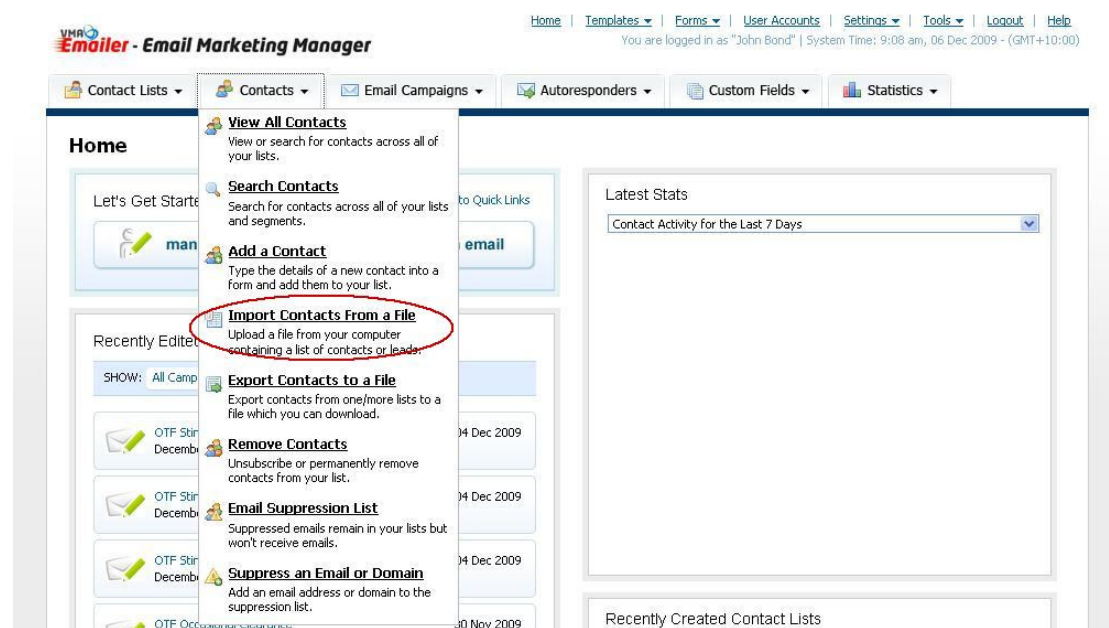 Home | Templates | Forms | User Accounts | Settings | Tools | Logout | Help
VMA
Emailer - Email Marketing Manager
You are logged in as "John Bond" | System Time: 9:08 am, 06 Dec 2009 - (GMT+10:00)
Contact Lists Contacts Email Campaigns Autoresponders Custom Fields Statistics
Home
View All Contacts
View or search for contacts across all of
your lists.
Search Contacts
Search for contacts across all of your lists
and segments.
Add a Contact
Type the details of a new contact into a
form and add them to your list.
Import Contacts From a File
Upload a file from your computer
containing a list of contacts or leads.
Export Contacts to a File
Export contacts from one/more lists to a
file which you can download.
Remove Contacts
Unsubscribe or permanently remove
contacts from your list.
Email Suppression List
Suppressed emails remain in your lists but
won't receive emails.
Suppress an Email or Domain
Add an email address or domain to the
suppression list.
Let's Get Starte
to Quick Links
man
email
Recently Edite
SHOW: All Camp
OTF Stin
04 Dec 2009
Decembe
OTF Stin
04 Dec 2009
Decembe
OTF Stin
04 Dec 2009
Decembe
OTF
30 Nov 2009
Latest Stats
Contact Activity for the Last 7 Days
Recently Created Contact Lists